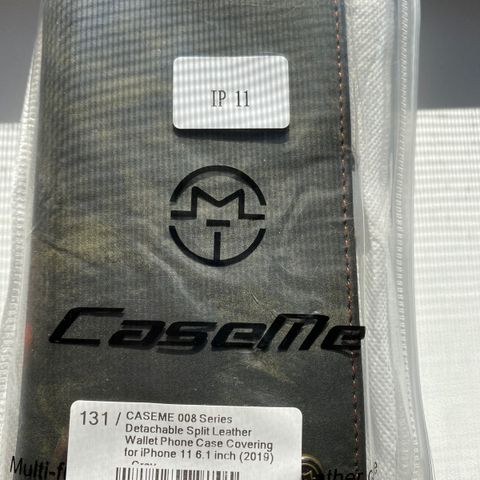 IP 11
CaseMe
131 / CASEME 008 Series
Detachable Split Leather
Wallet Phone Case Covering
for iPhone 11 6.1 inch (2019)
- Gray